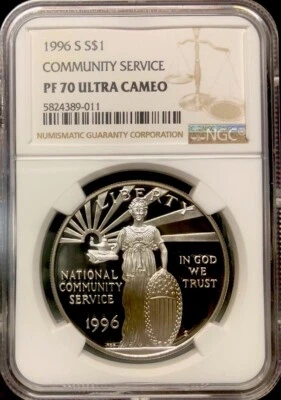 1996 S S$1
COMMUNITY SERVICE
PF 70 ULTRA CAMEO
5824389-011
NUMISMATIC GUARANTY CORPORATION
NGC
LIBERTY
NATIONAL
COMMUNITY
SERVICE
1996
IN GOD
WE
TRUST
S